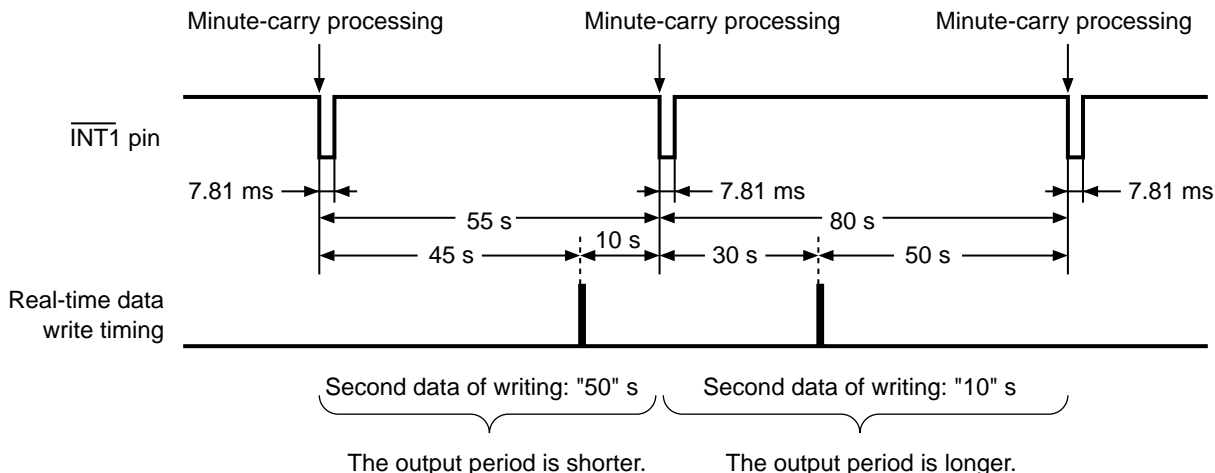 Minute-carry processing Minute-carry processing Minute-carry processing
INT1 pin
7.81 ms 7.81 ms 7.81 ms
55 s 80 s
45 s 10 s 30 s 50 s
Real-time data
write timing
Second data of writing: "50" s Second data of writing: "10" s
The output period is shorter. The output period is longer.